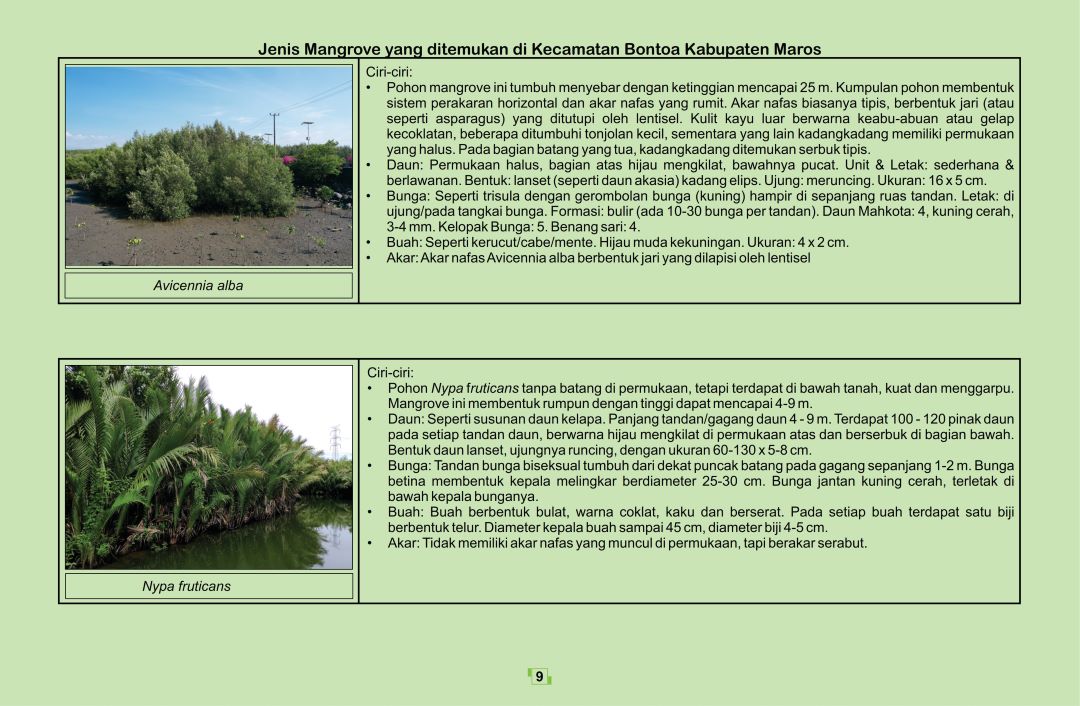 Jenis Mangrove yang ditemukan di Kecamatan Bontoa Kabupaten Maros
Ciri-ciri:
• Pohon mangrove ini tumbuh menyebar dengan ketinggian mencapai 25 m. Kumpulan pohon membentuk
sistem perakaran horizontal dan akar nafas yang rumit. Akar nafas biasanya tipis, berbentuk jari (atau
seperti asparagus) yang ditutupi oleh lentisel. Kulit kayu luar berwarna keabu-abuan atau gelap
kecoklatan, beberapa ditumbuhi tonjolan kecil, sementara yang lain kadangkadang memiliki permukaan
yang halus. Pada bagian batang yang tua, kadangkadang ditemukan serbuk tipis.
• Daun: Permukaan halus, bagian atas hijau mengkilat, bawahnya pucat. Unit & Letak: sederhana &
berlawanan. Bentuk: lanset (seperti daun akasia) kadang elips. Ujung: meruncing. Ukuran: 16 x 5 cm.
• Bunga: Seperti trisula dengan gerombolan bunga (kuning) hampir di sepanjang ruas tandan. Letak: di
ujung/pada tangkai bunga. Formasi: bulir (ada 10-30 bunga per tandan). Daun Mahkota: 4, kuning cerah,
3-4 mm. Kelopak Bunga: 5. Benang sari: 4.
• Buah: Seperti kerucut/cabe/mente. Hijau muda kekuningan. Ukuran: 4 x 2 cm.
• Akar: Akar nafas Avicennia alba berbentuk jari yang dilapisi oleh lentisel
Avicennia alba
Ciri-ciri:
• Pohon Nypa fruticans tanpa batang di permukaan, tetapi terdapat di bawah tanah, kuat dan menggarpu.
Mangrove ini membentuk rumpun dengan tinggi dapat mencapai 4-9 m.
• Daun: Seperti susunan daun kelapa. Panjang tandan/gagang daun 4 - 9 m. Terdapat 100 - 120 pinak daun
pada setiap tandan daun, berwarna hijau mengkilat di permukaan atas dan berserbuk di bagian bawah.
Bentuk daun lanset, ujungnya runcing, dengan ukuran 60-130 x 5-8 cm.
• Bunga: Tandan bunga biseksual tumbuh dari dekat puncak batang pada gagang sepanjang 1-2 m. Bunga
betina membentuk kepala melingkar berdiameter 25-30 cm. Bunga jantan kuning cerah, terletak di
bawah kepala bunganya.
• Buah: Buah berbentuk bulat, warna coklat, kaku dan berserat. Pada setiap buah terdapat satu biji
berbentuk telur. Diameter kepala buah sampai 45 cm, diameter biji 4-5 cm.
• Akar: Tidak memiliki akar nafas yang muncul di permukaan, tapi berakar serabut.
Nypa fruticans
9